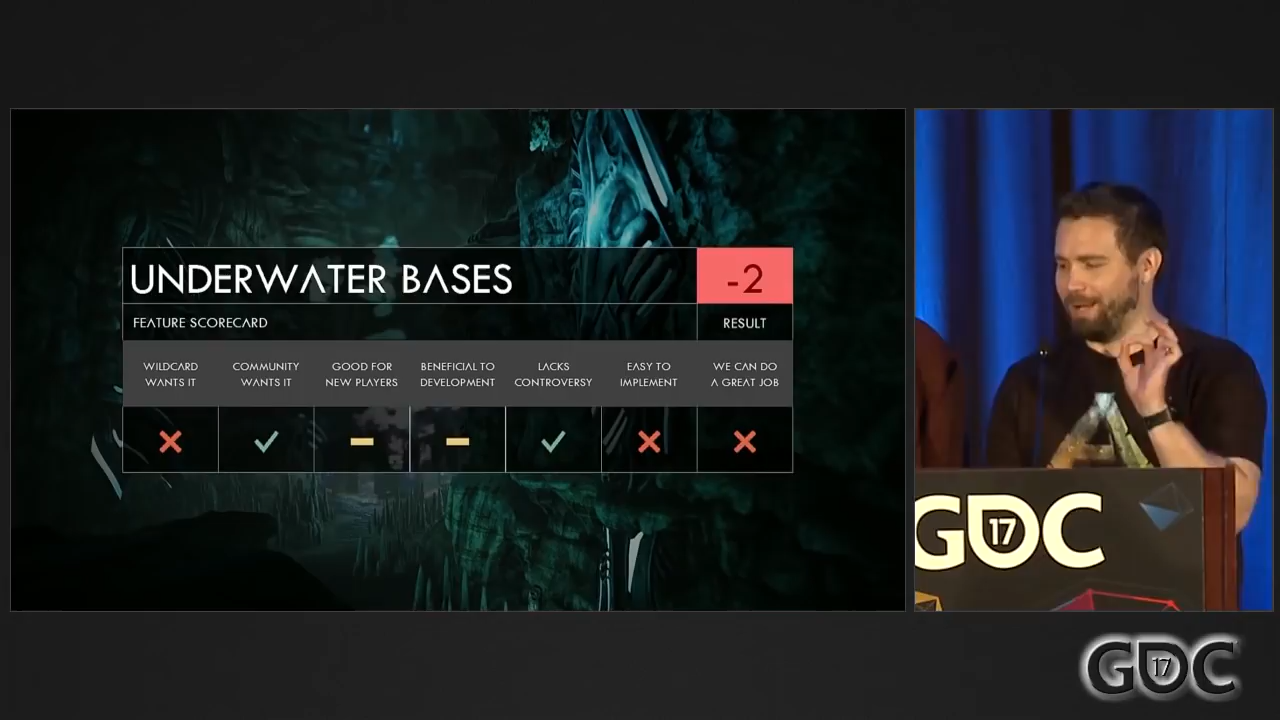 UNDERWATER BASES
-2
FEATURE SCORECARD
RESULT
WILDCARD
WANTS IT
COMMUNITY
WANTS IT
GOOD FOR
NEW PLAYERS
BENEFICIAL TO
DEVELOPMENT
LACKS
CONTROVERSY
EASY TO
IMPLEMENT
WE CAN DO
A GREAT JOB
GDC
17
GDC
17